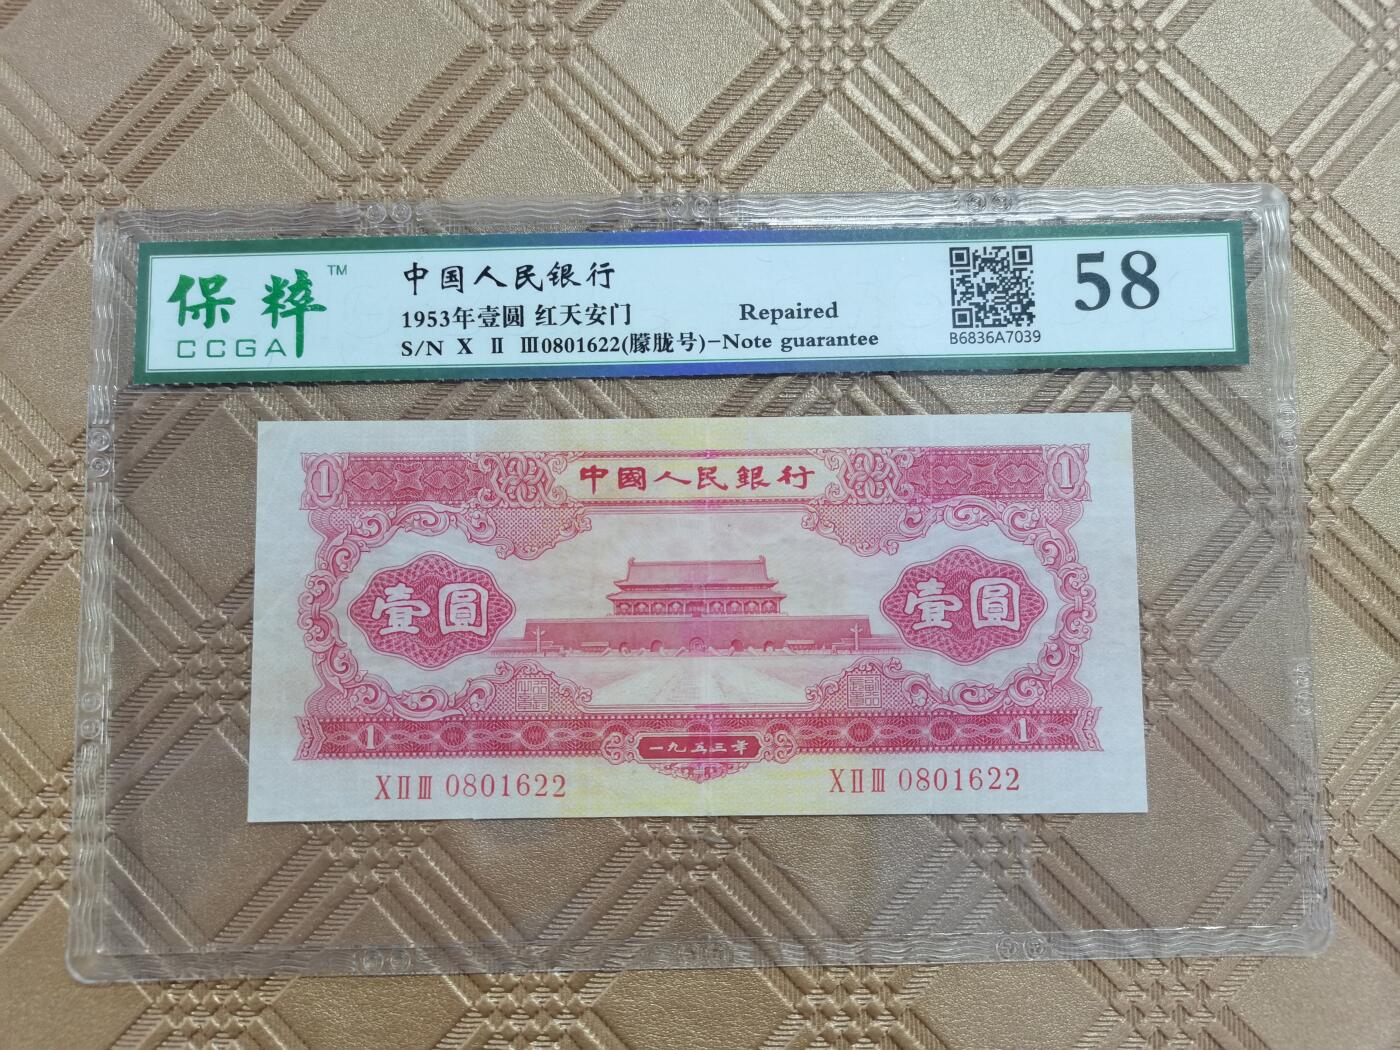 保粹™
CCGA
中国人民银行
1953年壹圆 红天安门 Repaired
S/N X Ⅱ Ⅲ0801622(朦胧号)-Note guarantee
B6836A7039
58
1 中國人民銀行 1
壹圓 壹圓
1 一九五三年 1
XⅡⅢ 0801622 XⅡⅢ 0801622